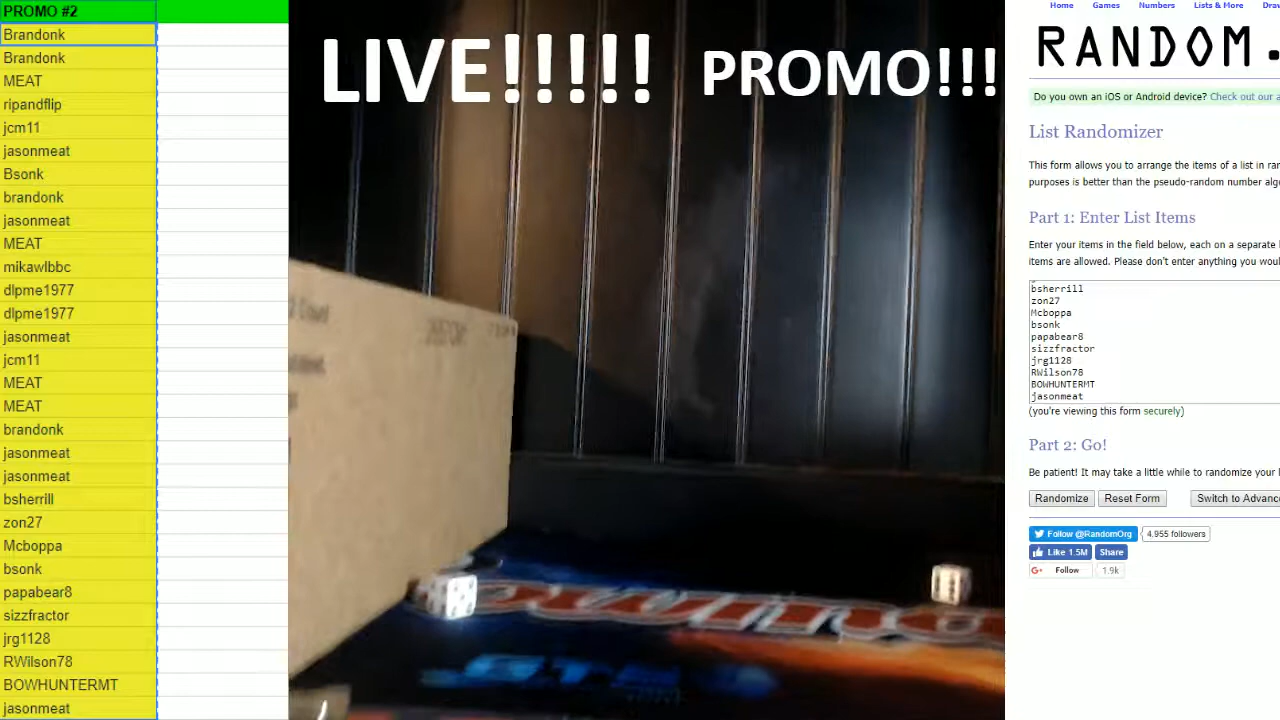 PROMO #2
Brandonk
Brandonk
MEAT
ripandflip
jcm11
jasonmeat
Bsonk
brandonk
jasonmeat
MEAT
mikawlbbc
dlpme1977
dlpme1977
jasonmeat
jcm11
MEAT
MEAT
brandonk
jasonmeat
jasonmeat
bsherrill
zon27
Mcboppa
bsonk
papabear8
sizzfractor
jrg1128
RWilson78
BOWHUNTERMT
jasonmeat
LIVE!!!!! PROMO!!!
Home Games Numbers Lists & More
RANDOM.
Do you own an iOS or Android device? Check out our
List Randomizer
This form allows you to arrange the items of a list in
purposes is better than the pseudo-random number
Part 1: Enter List Items
Enter your items in the field below, each on a separate
items are allowed. Please don't enter anything you
bsherrill
zon27
Mcboppa
bsonk
papabear8
sizzfractor
jrg1128
RWilson78
BOWHUNTERMT
jasonmeat
(you're viewing this form securely)
Part 2: Go!
Be patient! It may take a little while to randomize your
Randomize Reset Form Switch to
Follow @RandomOrg 4,955 followers
Like 1.5M Share
G+ Follow 1.9k